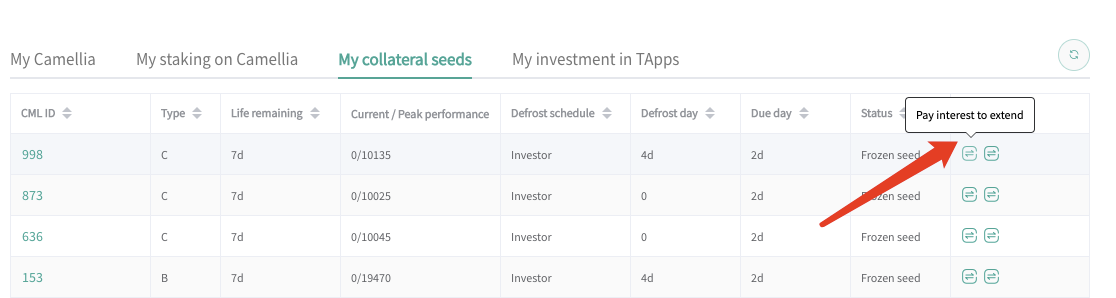 My Camellia My staking on Camellia My collateral seeds My investment in TApps
CML ID Type Life remaining Current / Peak performance Defrost schedule Defrost day Due day Status
Pay interest to extend
998 C 7d 0/10135 Investor 4d 2d Frozen seed
873 C 7d 0/10025 Investor 0 2d Frozen seed
636 C 7d 0/10045 Investor 0 2d Frozen seed
153 B 7d 0/19470 Investor 4d 2d Frozen seed